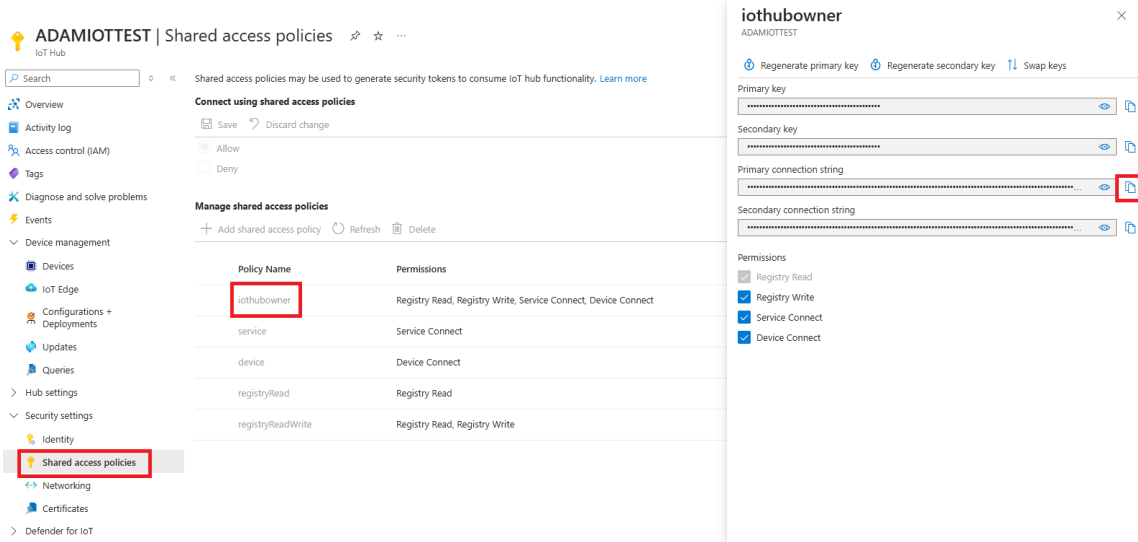 ADAMIOTTEST | Shared access policies
IoT Hub
Search
Overview
Activity log
Access control (IAM)
Tags
Diagnose and solve problems
Events
Device management
Devices
IoT Edge
Configurations +
Deployments
Updates
Queries
Hub settings
Security settings
Identity
Shared access policies
Networking
Certificates
Defender for IoT
Shared access policies may be used to generate security tokens to consume IoT hub functionality. Learn more
Connect using shared access policies
Save Discard change
Allow
Deny
Manage shared access policies
Add shared access policy Refresh Delete
Policy Name Permissions
iothubowner Registry Read, Registry Write, Service Connect, Device Connect
service Service Connect
device Device Connect
registryRead Registry Read
registryReadWrite Registry Read, Registry Write
iothubowner
ADAMIOTTEST
Regenerate primary key Regenerate secondary key Swap keys
Primary key
Secondary key
Primary connection string
Secondary connection string
Permissions
Registry Read
Registry Write
Service Connect
Device Connect